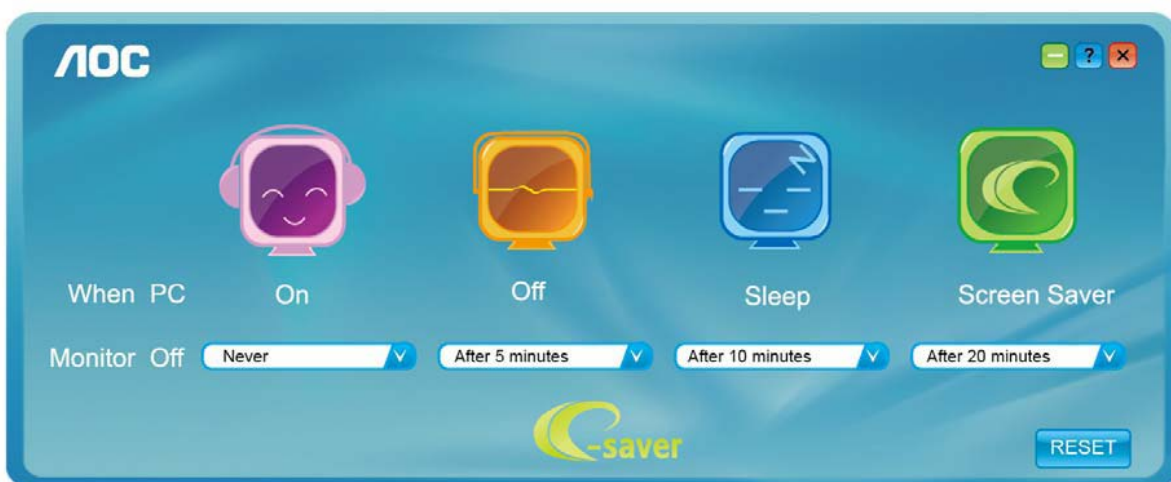 AOC
?
When PC On Off Sleep Screen Saver
Monitor Off Never After 5 minutes After 10 minutes After 20 minutes
e-saver
RESET